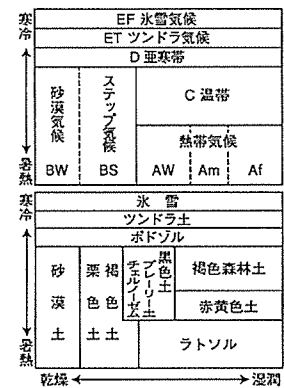 寒冷
暑熱
EF 氷雪気候
ET ツンドラ気候
D 亜寒帯
砂漠気候
BW
ステップ気候
BS
C 温帯
熱帯気候
AW
Am
Af
寒冷
暑熱
氷 雪
ツンドラ土
ポドゾル
砂漠土
栗色土
褐色土
チェルノーゼム
プレーリー土
黒色土
褐色森林土
赤黄色土
ラトソル
乾燥
湿潤